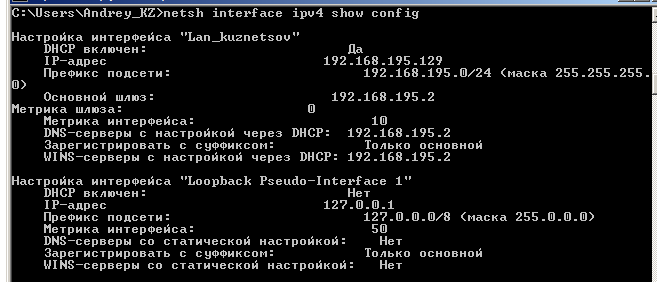 C:\Users\Andrey_KZ>netsh interface ipv4 show config
Настройка интерфейса "Lan_kuznetsov"
DHCP включен: Да
IP-адрес 192.168.195.129
Префикс подсети: 192.168.195.0/24 (маска 255.255.255.
0)
Основной шлюз: 192.168.195.2
Метрика шлюза: 0
Метрика интерфейса: 10
DNS-серверы с настройкой через DHCP: 192.168.195.2
Зарегистрировать с суффиксом: Только основной
WINS-серверы с настройкой через DHCP: 192.168.195.2
Настройка интерфейса "Loopback Pseudo-Interface 1"
DHCP включен: Нет
IP-адрес 127.0.0.1
Префикс подсети: 127.0.0.0/8 (маска 255.0.0.0)
Метрика интерфейса: 50
DNS-серверы со статической настройкой: Нет
Зарегистрировать с суффиксом: Только основной
WINS-серверы со статической настройкой: Нет